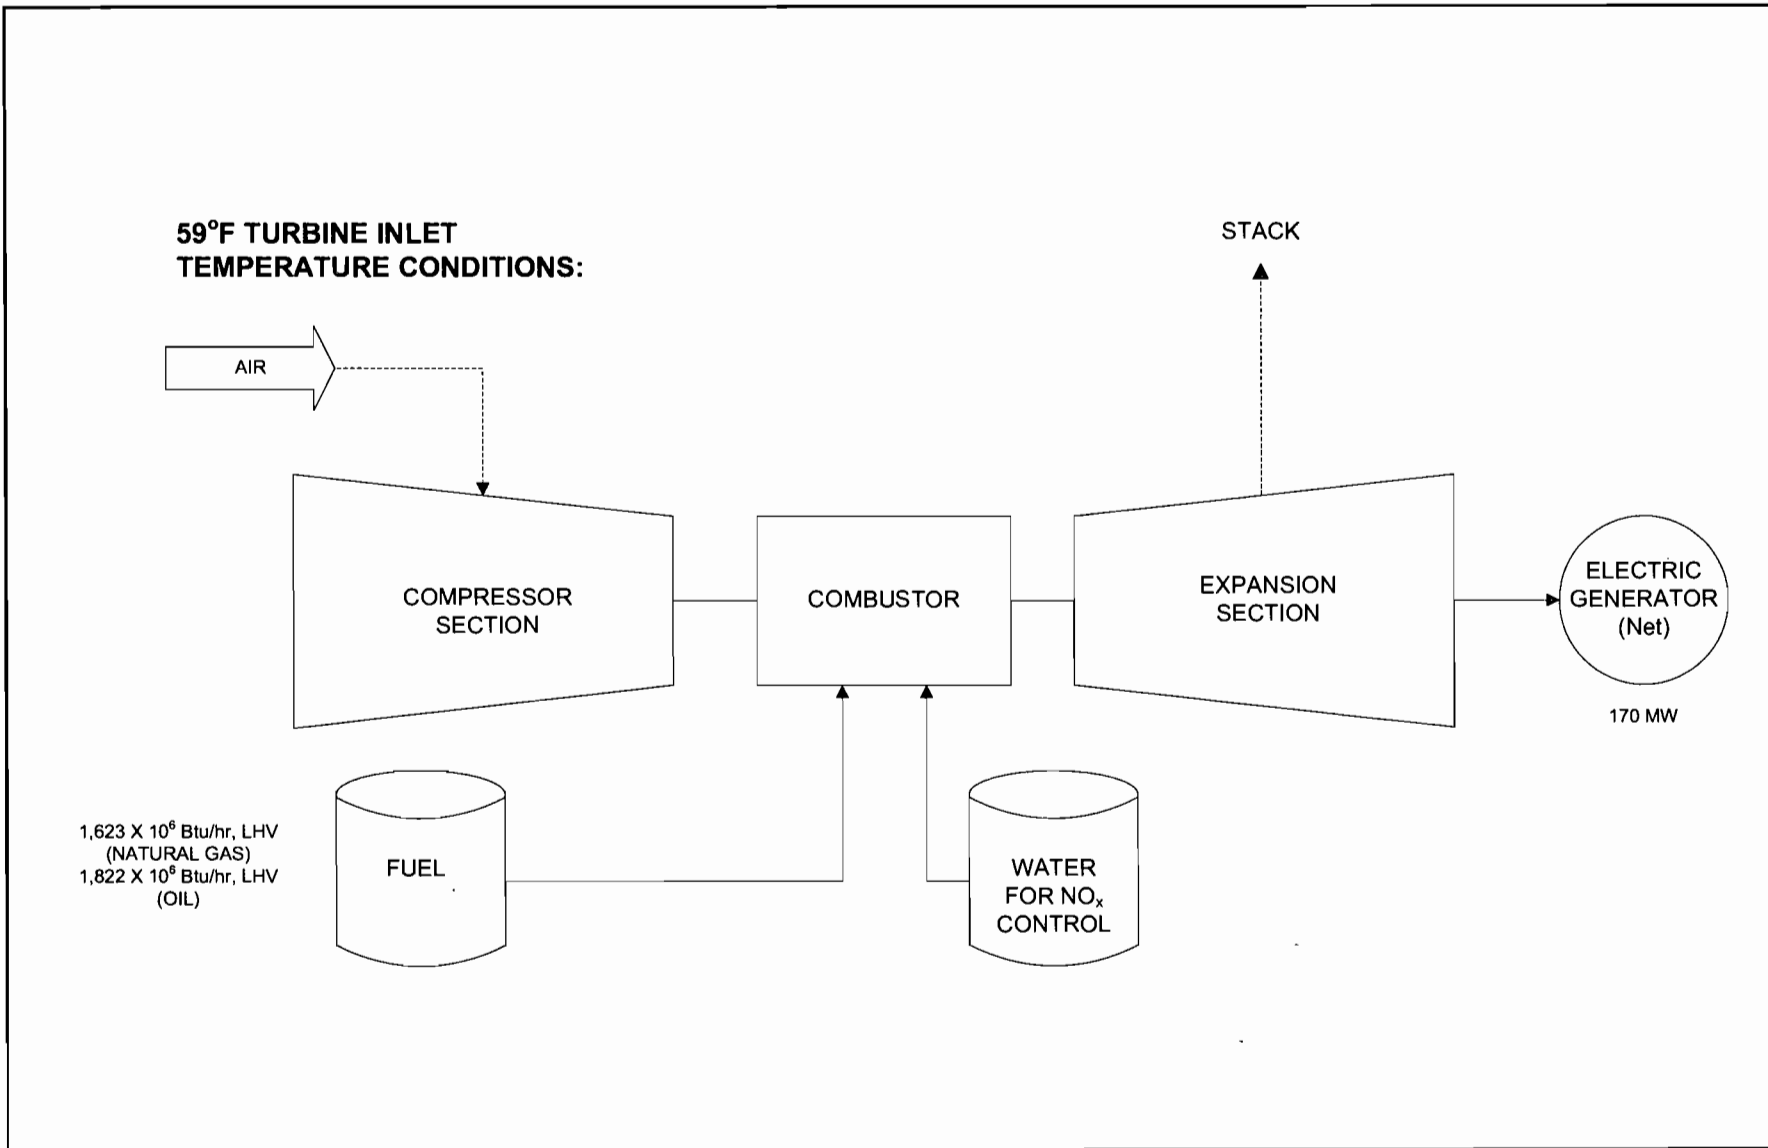 59°F TURBINE INLET
TEMPERATURE CONDITIONS:
STACK
AIR
COMPRESSOR
SECTION
COMBUSTOR
EXPANSION
SECTION
ELECTRIC
GENERATOR
(Net)
170 MW
1,623 X 10⁶ Btu/hr, LHV
(NATURAL GAS)
1,822 X 10⁶ Btu/hr, LHV
(OIL)
FUEL
WATER
FOR NOₓ
CONTROL